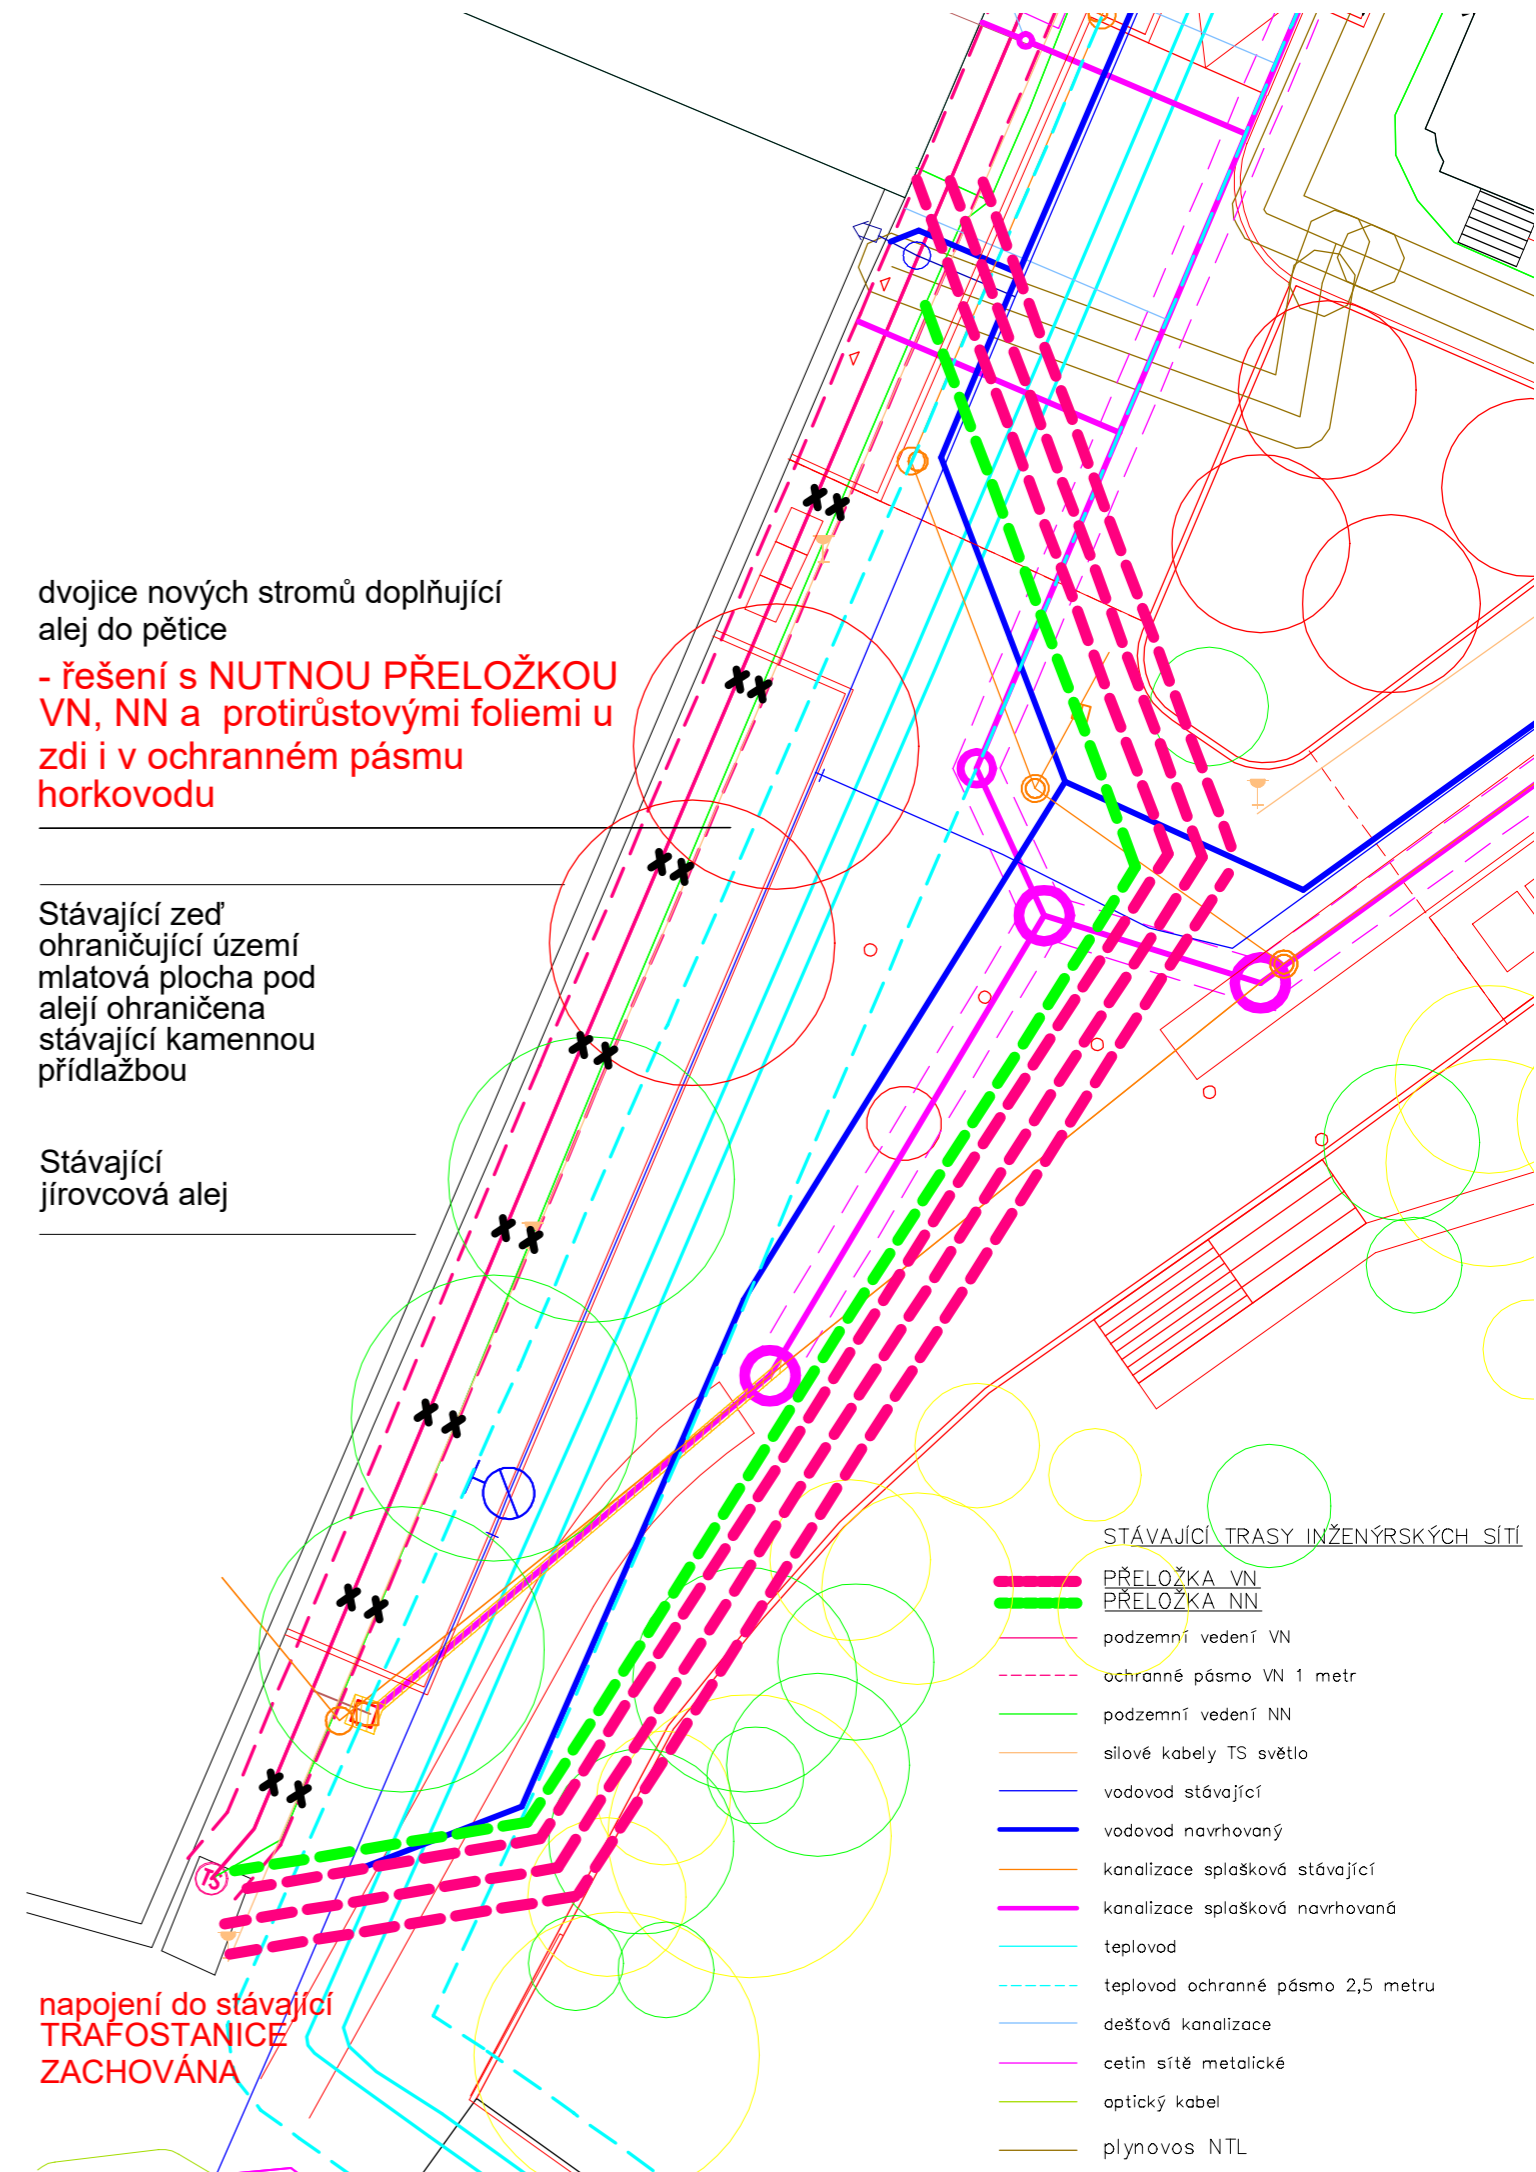 dvojice nových stromů doplňující
alej do pětice
- řešení s NUTNOU PŘELOŽKOU
VN, NN a protirůstovými foliemi u
zdi i v ochranném pásmu
horkovodu
Stávající zeď
ohraničující území
mlatová plocha pod
alejí ohraničena
stávající kamennou
přídlažbou
Stávající
jírovcová alej
TS
napojení do stávající
TRAFOSTANICE
ZACHOVÁNA
STÁVAJÍCÍ TRASY INŽENÝRSKÝCH SÍTÍ
PŘELOŽKA VN
PŘELOŽKA NN
podzemní vedení VN
ochranné pásmo VN 1 metr
podzemní vedení NN
silové kabely TS světlo
vodovod stávající
vodovod navrhovaný
kanalizace splašková stávající
kanalizace splašková navrhovaná
teplovod
teplovod ochranné pásmo 2,5 metru
dešťová kanalizace
cetin sítě metalické
optický kabel
plynovos NTL